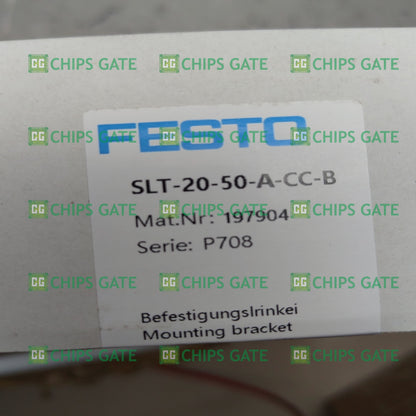 CHIPS GATE CHIPS GATE CHIPS GATE
FESTO
CHIPS GATE CHIPS GATE CHIPS GATE
SLT-20-50-A-CC-B
CHIPS GATE CHIPS GATE CHIPS GATE
Mat.Nr: 197904
Serie: P708
CHIPS GATE CHIPS GATE CHIPS GATE
Befestigungslrinkei
Mounting bracket
CHIPS GATE CHIPS GATE CHIPS GATE